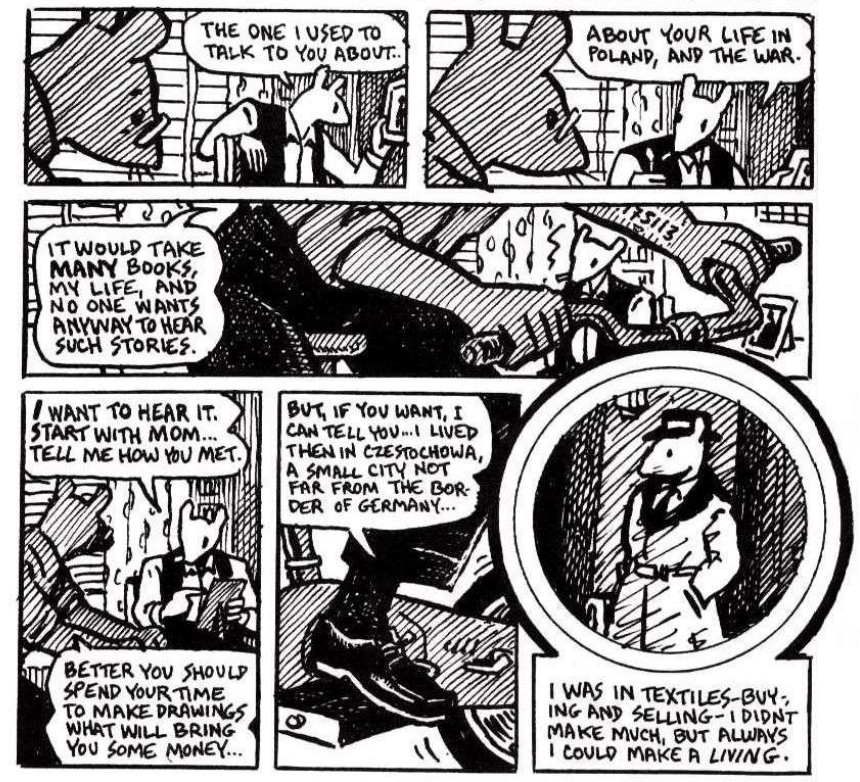 THE ONE I USED TO
TALK TO YOU ABOUT..
ABOUT YOUR LIFE IN
POLAND, AND THE WAR.
IT WOULD TAKE
MANY BOOKS,
MY LIFE, AND
NO ONE WANTS
ANYWAY TO HEAR
SUCH STORIES.
I WANT TO HEAR IT.
START WITH MOM...
TELL ME HOW YOU MET.
BETTER YOU SHOULD
SPEND YOUR TIME
TO MAKE DRAWINGS
WHAT WILL BRING
YOU SOME MONEY...
BUT, IF YOU WANT, I
CAN TELL YOU...I LIVED
THEN IN CZESTOCHOWA,
A SMALL CITY NOT
FAR FROM THE BOR-
DER OF GERMANY...
I WAS IN TEXTILES-BUY-
ING AND SELLING-I DIDNT
MAKE MUCH, BUT ALWAYS
I COULD MAKE A LIVING.